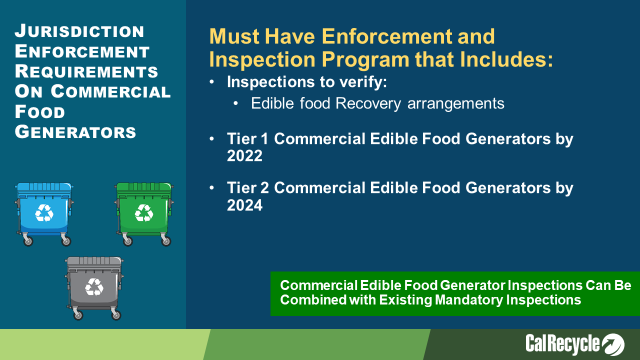 JURISDICTION
ENFORCEMENT
REQUIREMENTS
ON COMMERCIAL
FOOD
GENERATORS
Must Have Enforcement and
Inspection Program that Includes:
• Inspections to verify:
• Edible food Recovery arrangements
• Tier 1 Commercial Edible Food Generators by
2022
• Tier 2 Commercial Edible Food Generators by
2024
Commercial Edible Food Generator Inspections Can Be
Combined with Existing Mandatory Inspections
CalRecycle